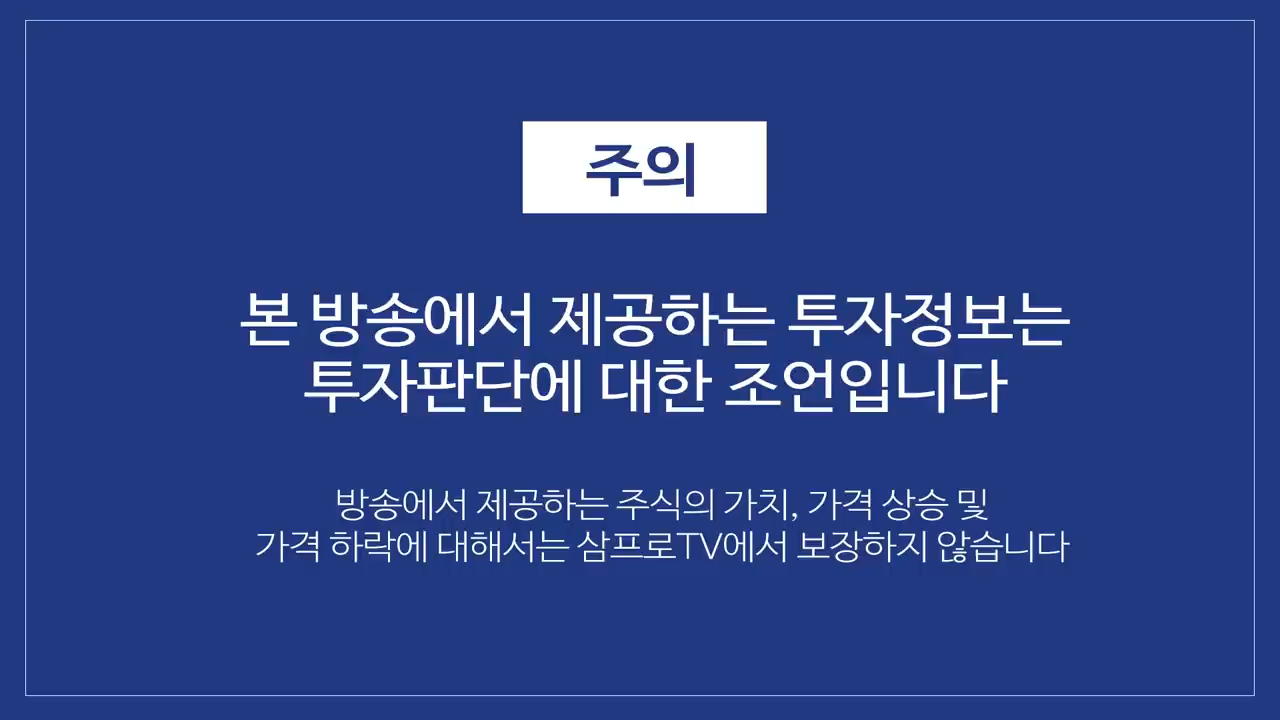 주의
본 방송에서 제공하는 투자정보는
투자판단에 대한 조언입니다
방송에서 제공하는 주식의 가치, 가격 상승 및
가격 하락에 대해서는 삼프로TV에서 보장하지 않습니다